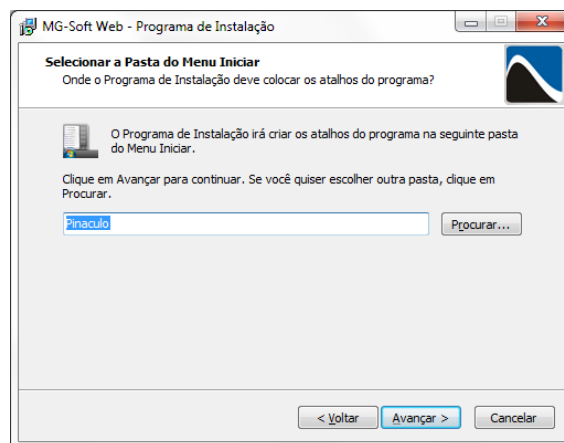 MG-Soft Web - Programa de Instalação
Selecionar a Pasta do Menu Iniciar
Onde o Programa de Instalação deve colocar os atalhos do programa?
O Programa de Instalação irá criar os atalhos do programa na seguinte pasta
do Menu Iniciar.
Clique em Avançar para continuar. Se você quiser escolher outra pasta, clique em
Procurar.
Pinaculo
Procurar...
< Voltar
Avançar >
Cancelar